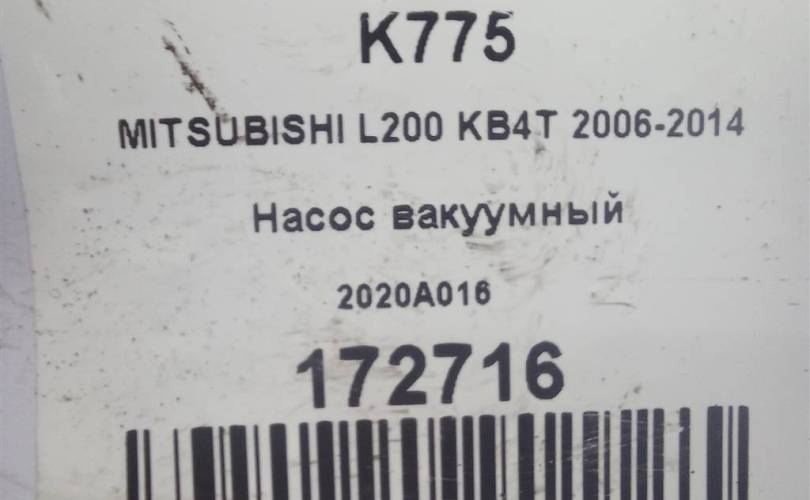 K775
MITSUBISHI L200 KB4T 2006-2014
Насос вакуумный
2020A016
172716